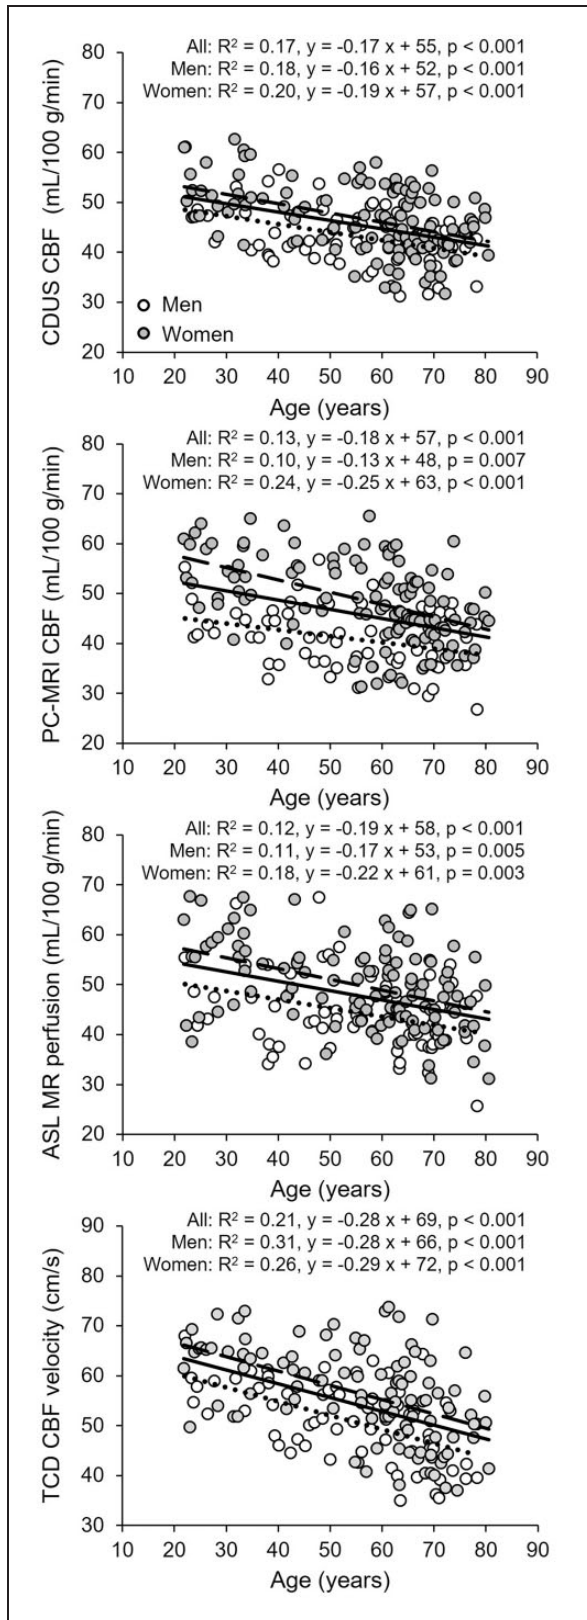 All: R² = 0.17, y= -0.17 x + 55, p < 0.001
Men: R² = 0.18, y= -0.16 x + 52, p < 0.001
Women: R² = 0.20, y= -0.19 x + 57, p < 0.001
CDUS CBF (mL/100 g/min)
80
70
60
50
40
30
20
Men
Women
10 20 30 40 50 60 70 80 90
Age (years)
All: R² = 0.13, y= -0.18 x + 57, p < 0.001
Men: R² = 0.10, y= -0.13 x + 48, p = 0.007
Women: R² = 0.24, y= -0.25 x + 63, p < 0.001
PC-MRI CBF (mL/100 g/min)
80
70
60
50
40
30
20
10 20 30 40 50 60 70 80 90
Age (years)
All: R² = 0.12, y= -0.19 x + 58, p < 0.001
Men: R² = 0.11, y= -0.17 x + 53, p = 0.005
Women: R² = 0.18, y= -0.22 x + 61, p = 0.003
ASL MR perfusion (mL/100 g/min)
80
70
60
50
40
30
20
10 20 30 40 50 60 70 80 90
Age (years)
All: R² = 0.21, y= -0.28 x + 69, p < 0.001
Men: R² = 0.31, y= -0.28 x + 66, p < 0.001
Women: R² = 0.26, y= -0.29 x + 72, p < 0.001
TCD CBF velocity (cm/s)
90
80
70
60
50
40
30
10 20 30 40 50 60 70 80 90
Age (years)